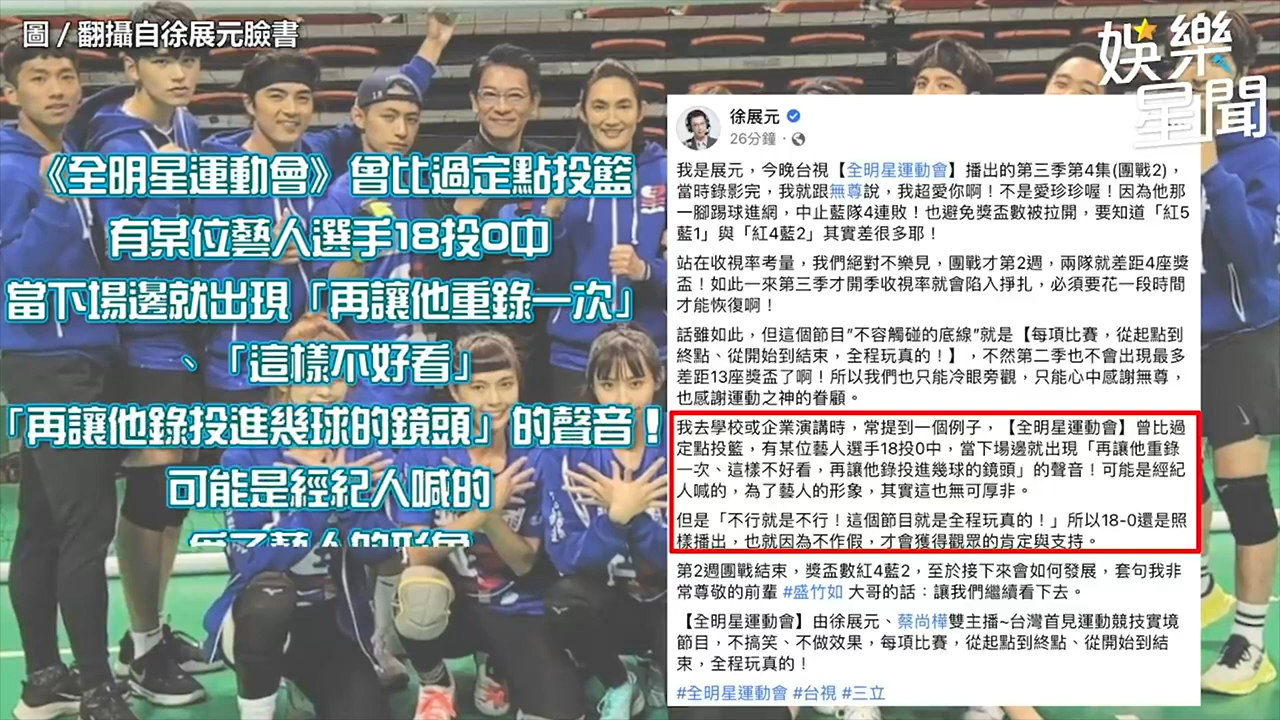 圖/翻攝自徐展元臉書
娛樂
星聞
《全明星運動會》曾比過定點投籃
有某位藝人選手18投0中
當下場邊就出現「再讓他重錄一次」
、「這樣不好看」
「再讓他錄投進幾球的鏡頭」的聲音！
可能是經紀人喊的
為了藝人的形象
徐展元
26分鐘·
我是展元，今晚台視【全明星運動會】播出的第三季第4集(團戰2)，
當時錄影完，我就跟無尊說，我超愛你啊！不是愛珍珍喔！因為他那
一腳踢球進網，中止藍隊4連敗！也避免獎盃數被拉開，要知道「紅5
藍1」與「紅4藍2」其實差很多耶！
站在收視率考量，我們絕對不樂見，團戰才第2週，兩隊就差距4座獎
盃！如此一來第三季才開季收視率就會陷入掙扎，必須要花一段時間
才能恢復啊！
話雖如此，但這個節目"不容觸碰的底線"就是【每項比賽，從起點到
終點、從開始到結束，全程玩真的！】，不然第二季也不會出現最多
差距13座獎盃了啊！所以我們也只能冷眼旁觀，只能心中感謝無尊，
也感謝運動之神的眷顧。
我去學校或企業演講時，常提到一個例子，【全明星運動會】曾比過
定點投籃，有某位藝人選手18投0中，當下場邊就出現「再讓他重錄
一次、這樣不好看，再讓他錄投進幾球的鏡頭」的聲音！可能是經紀
人喊的，為了藝人的形象，其實這也無可厚非。
但是「不行就是不行！這個節目就是全程玩真的！」所以18-0還是照
樣播出，也就因為不作假，才會獲得觀眾的肯定與支持。
第2週團戰結束，獎盃數紅4藍2，至於接下來會如何發展，套句我非
常尊敬的前輩 #盛竹如 大哥的話：讓我們繼續看下去。
【全明星運動會】由徐展元、蔡尚樺雙主播~台灣首見運動競技實境
節目，不搞笑、不做效果，每項比賽，從起點到終點、從開始到結
束，全程玩真的！
#全明星運動會 #台視 #三立